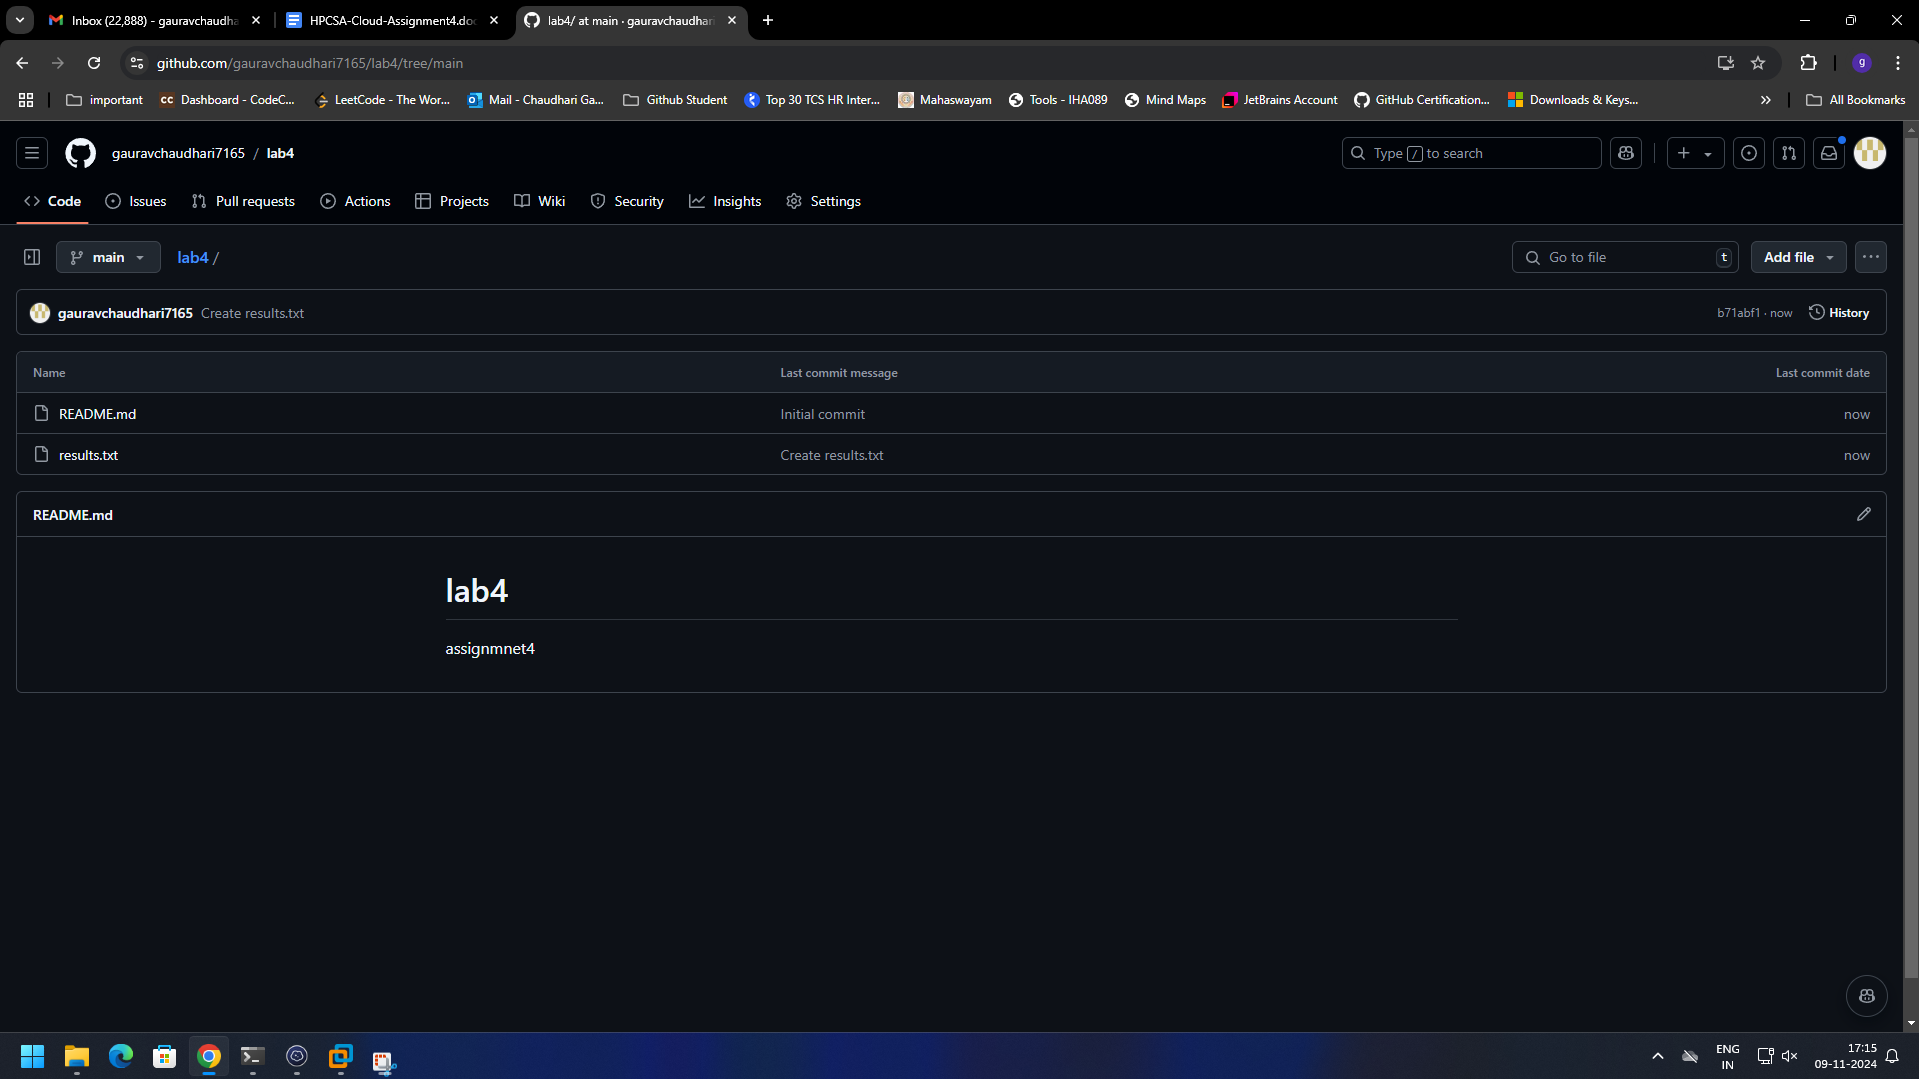 Inbox (22,888) - gauravchaudha
HPCSA-Cloud-Assignment4.doc
lab4/ at main · gauravchaudhari
github.com/gauravchaudhari7165/lab4/tree/main
g
important
CC Dashboard - CodeC...
LeetCode - The Wor...
Mail - Chaudhari Ga...
Github Student
Top 30 TCS HR Inter...
Mahaswayam
Tools - IHA089
Mind Maps
JetBrains Account
GitHub Certification...
Downloads & Keys...
All Bookmarks
gauravchaudhari7165 / lab4
Type / to search
Code
Issues
Pull requests
Actions
Projects
Wiki
Security
Insights
Settings
main
lab4 /
Go to file
t
Add file
gauravchaudhari7165 Create results.txt
b71abf1 · now
History
Name
Last commit message
Last commit date
README.md
Initial commit
now
results.txt
Create results.txt
now
README.md
lab4
assignmnet4
ENG
IN
17:15
09-11-2024